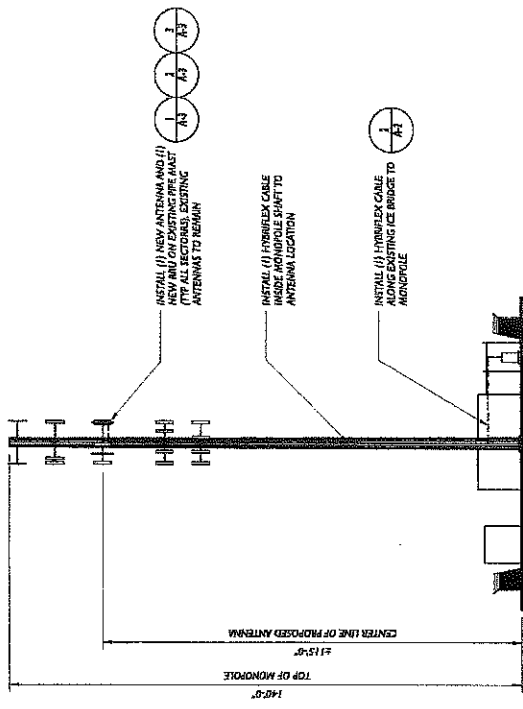 INSTALL (1) NEW ANTENNA AND (1)
NEW RRU ON EXISTING PIPE MAST
(TYP ALL SECTORS), EXISTING
ANTENNAS TO REMAIN
1
A-3
2
A-3
3
A-3
INSTALL (1) HYBRIFLEX CABLE
INSIDE MONOPOLE SHAFT TO
ANTENNA LOCATION
INSTALL (1) HYBRIFLEX CABLE
ALONG EXISTING ICE BRIDGE TO
MONOPOLE
A-2
±115'-0"
CENTER LINE OF PROPOSED ANTENNA
140'-0"
TOP OF MONOPOLE